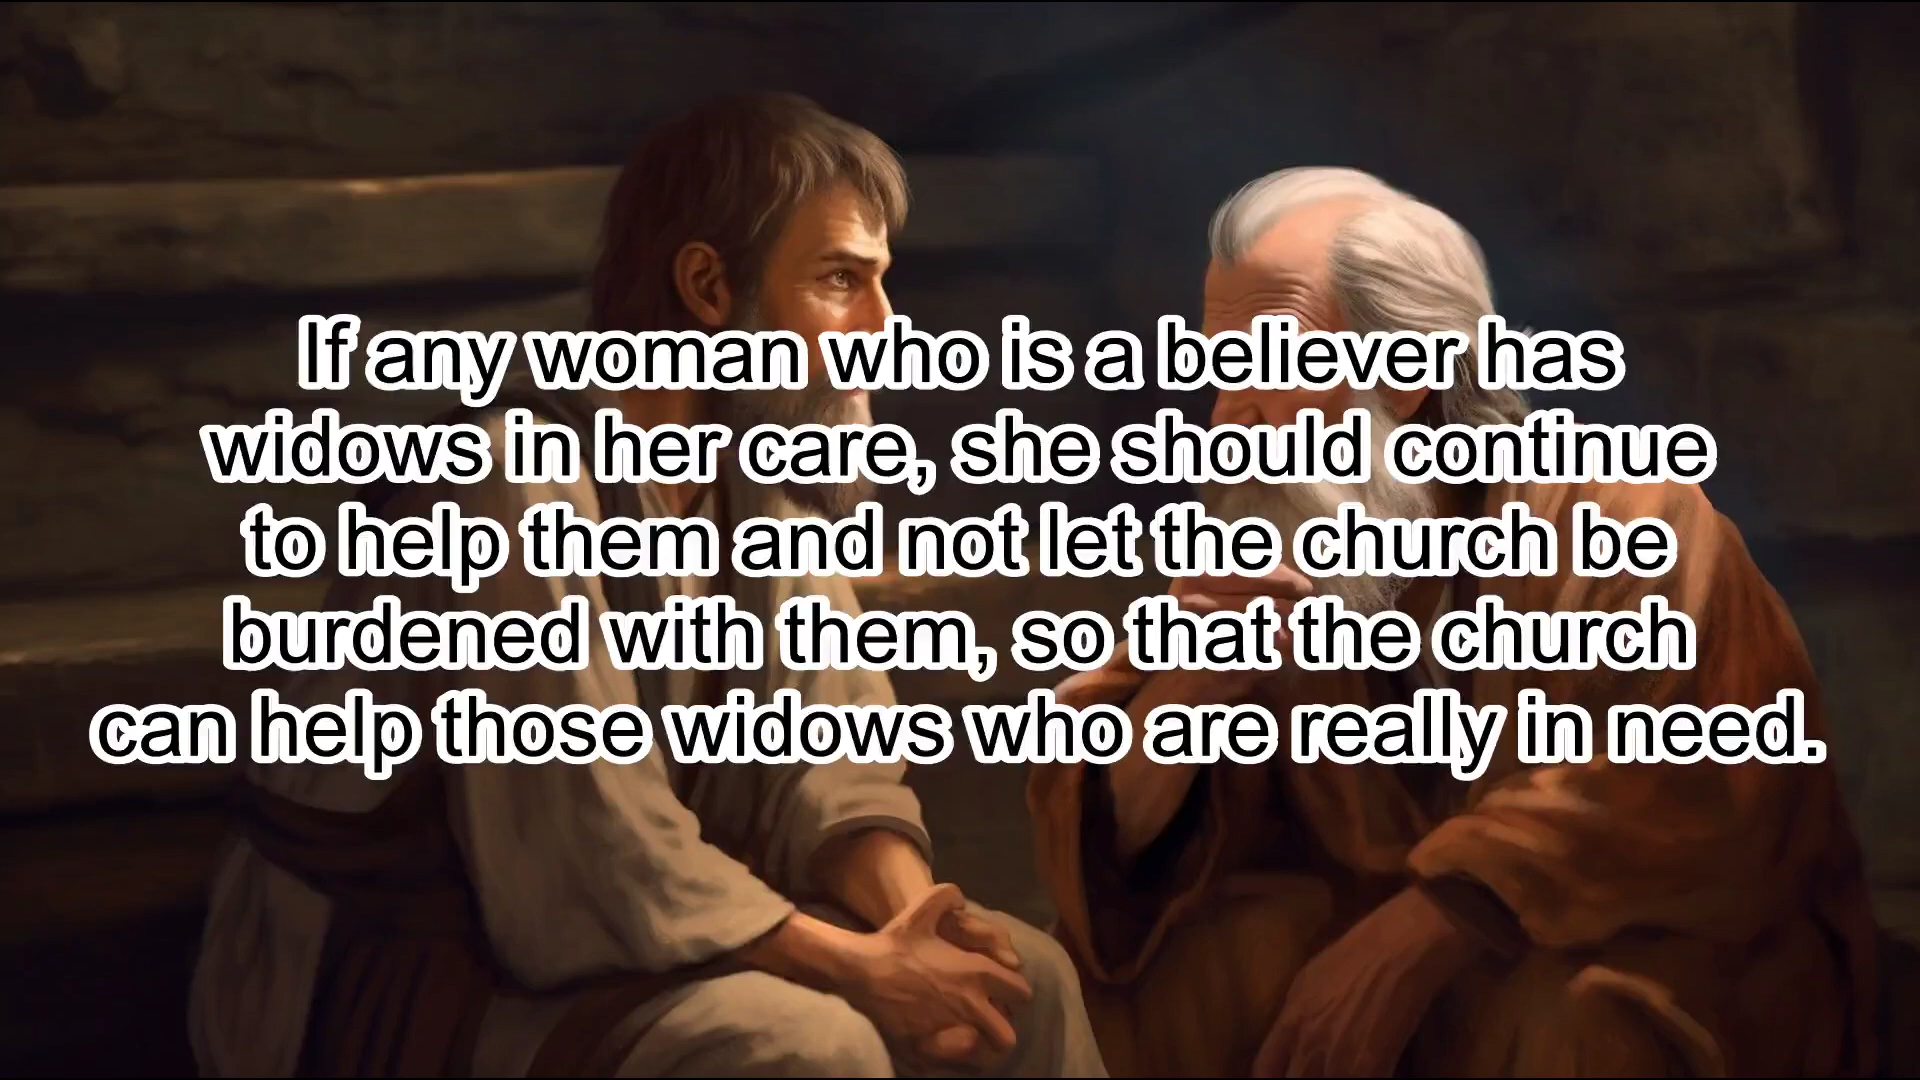 If any woman who is a believer has
widows in her care, she should continue
to help them and not let the church be
burdened with them, so that the church
can help those widows who are really in need.